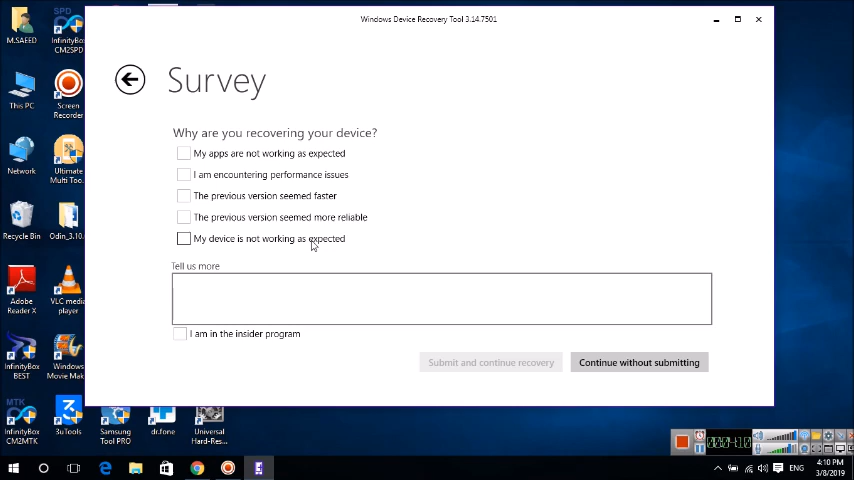 Windows Device Recovery Tool 3.14.7501
Survey
Why are you recovering your device?
My apps are not working as expected
I am encountering performance issues
The previous version seemed faster
The previous version seemed more reliable
My device is not working as expected
Tell us more
I am in the insider program
Submit and continue recovery
Continue without submitting
M.SAEED
SPD
InfinityBox
CM2SPD
This PC
Screen
Recorder
Network
Ultimate
Multi Too...
Recycle Bin
Odin_3.10.
Adobe
Reader X
VLC media
player
InfinityBox
BEST
Windows
Movie Mak
MTK
InfinityBox
CM2MTK
3uTools
Samsung
Tool PRO
dr.fone
Universal
Hard-Res...
ENG
4:10 PM
3/8/2019